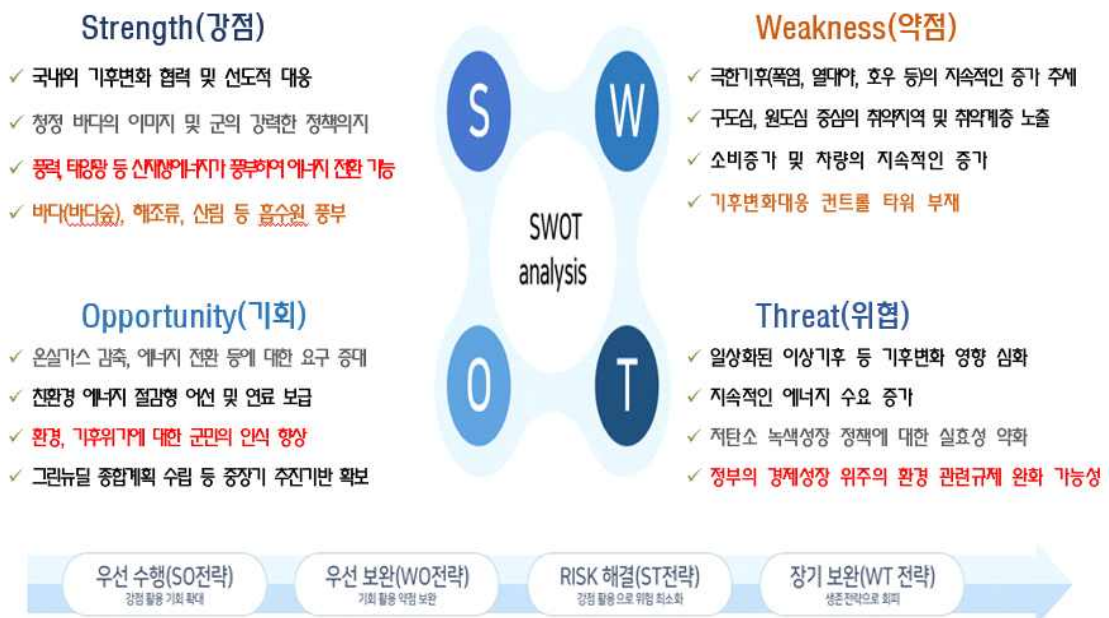 Strength(강점)
✓ 국내외 기후변화 협력 및 선도적 대응
✓ 청정 바다의 이미지 및 군의 강력한 정책의지
✓ 풍력, 태양광 등 신재생에너지가 풍부하여 에너지 전환 가능
✓ 바다(바다숲), 해조류, 산림 등 흡수원 풍부
Weakness(약점)
✓ 극한기후(폭염, 열대야, 호우 등)의 지속적인 증가 추세
✓ 구도심, 원도심 중심의 취약지역 및 취약계층 노출
✓ 소비증가 및 차량의 지속적인 증가
✓ 기후변화대응 컨트롤 타워 부재
S
W
SWOT
analysis
O
T
Opportunity(기회)
✓ 온실가스 감축, 에너지 전환 등에 대한 요구 증대
✓ 친환경 에너지 절감형 어선 및 연료 보급
✓ 환경, 기후위기에 대한 군민의 인식 향상
✓ 그린뉴딜 종합계획 수립 등 중장기 추진기반 확보
Threat(위협)
✓ 일상화된 이상기후 등 기후변화 영향 심화
✓ 지속적인 에너지 수요 증가
✓ 저탄소 녹색성장 정책에 대한 실효성 약화
✓ 정부의 경제성장 위주의 환경 관련규제 완화 가능성
우선 수행(SO전략)
강점 활용 기회 확대
우선 보완(WO전략)
기회 활용 약점 보완
RISK 해결(ST전략)
강점 활용으로 위험 최소화
장기 보완(WT 전략)
생존전략으로 회피